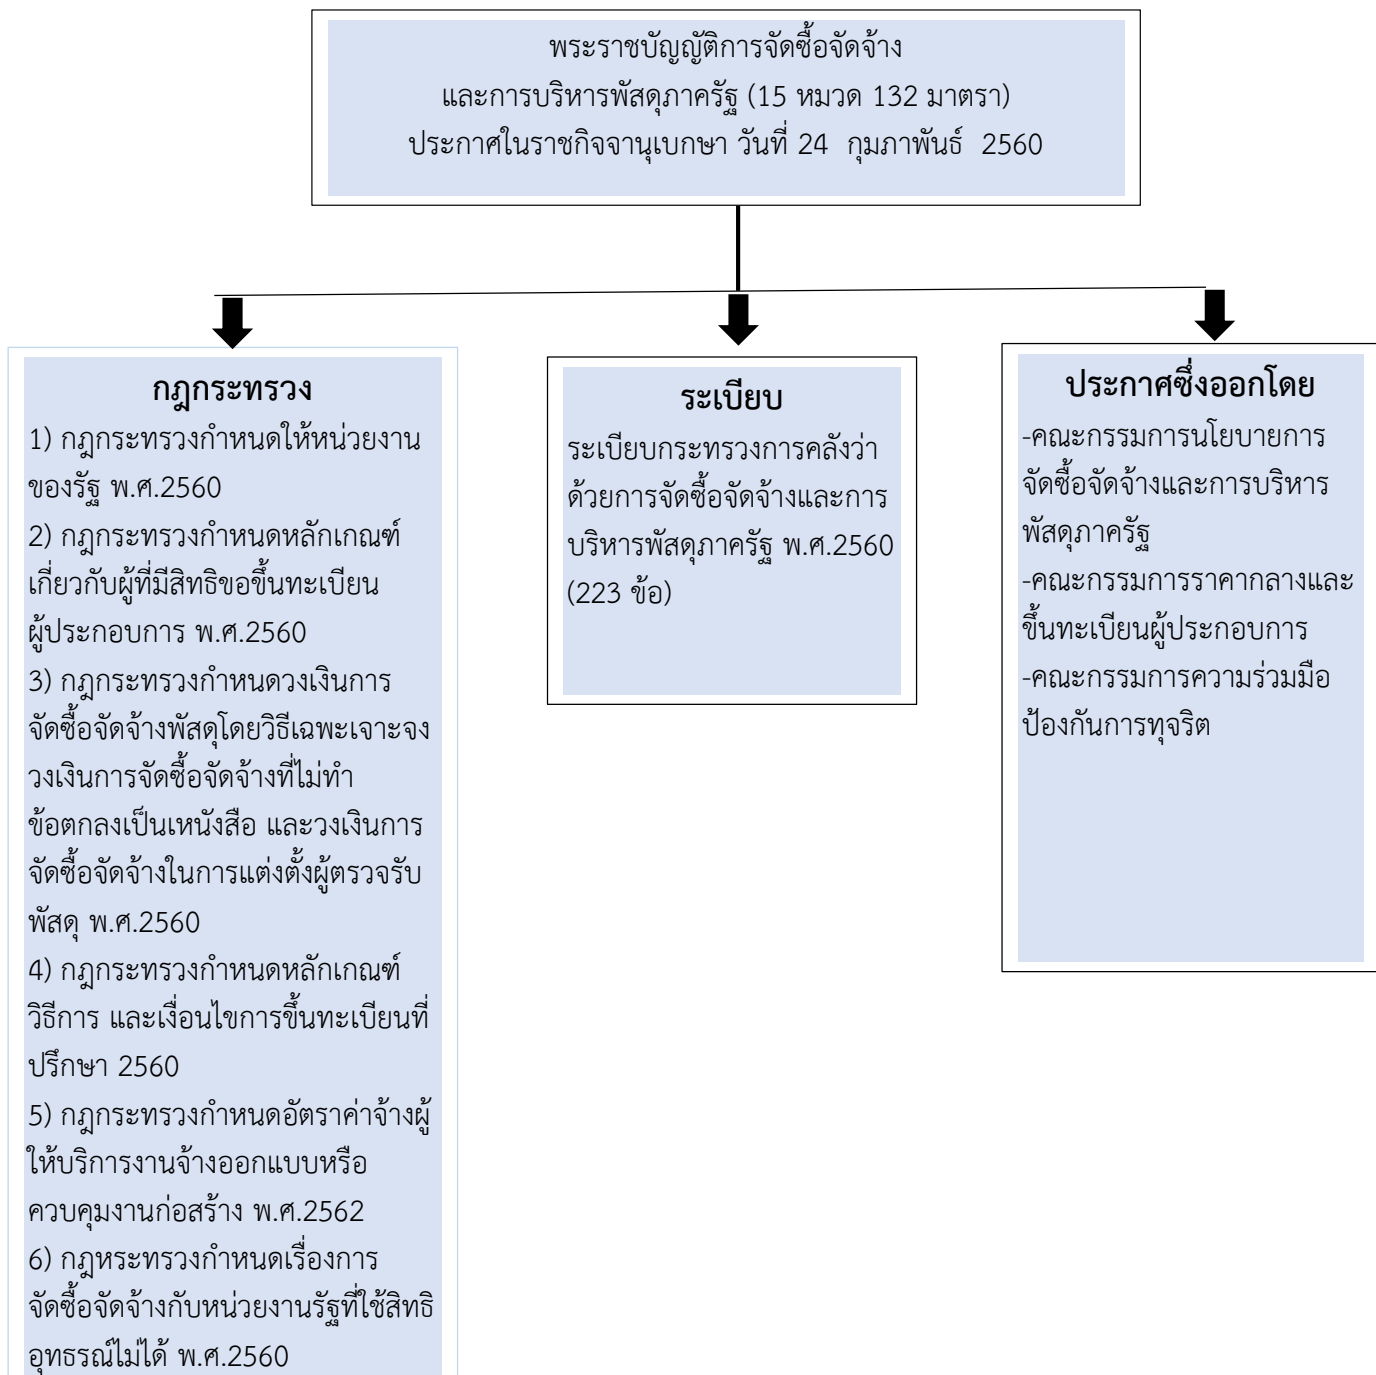 พระราชบัญญัติการจัดซื้อจัดจ้าง
และการบริหารพัสดุภาครัฐ (15 หมวด 132 มาตรา)
ประกาศในราชกิจจานุเบกษา วันที่ 24 กุมภาพันธ์ 2560
กฎกระทรวง
1) กฎกระทรวงกำหนดให้หน่วยงาน
ของรัฐ พ.ศ.2560
2) กฎกระทรวงกำหนดหลักเกณฑ์
เกี่ยวกับผู้ที่มีสิทธิขอขึ้นทะเบียน
ผู้ประกอบการ พ.ศ.2560
3) กฎกระทรวงกำหนดวงเงินการ
จัดซื้อจัดจ้างพัสดุโดยวิธีเฉพะเจาะจง
วงเงินการจัดซื้อจัดจ้างที่ไม่ทำ
ข้อตกลงเป็นเหนังสือ และวงเงินการ
จัดซื้อจัดจ้างในการแต่งตั้งผู้ตรวจรับ
พัสดุ พ.ศ.2560
4) กฎกระทรวงกำหนดหลักเกณฑ์
วิธีการ และเงื่อนไขการขึ้นทะเบียนที่
ปรึกษา 2560
5) กฎกระทรวงกำหนดอัตราค่าจ้างผู้
ให้บริการงานจ้างออกแบบหรือ
ควบคุมงานก่อสร้าง พ.ศ.2562
6) กฎหระทรวงกำหนดเรื่องการ
จัดซื้อจัดจ้างกับหน่วยงานรัฐที่ใช้สิทธิ
อุทธรณ์ไม่ได้ พ.ศ.2560
ระเบียบ
ระเบียบกระทรวงการคลังว่า
ด้วยการจัดซื้อจัดจ้างและการ
บริหารพัสดุภาครัฐ พ.ศ.2560
(223 ข้อ)
ประกาศซึ่งออกโดย
-คณะกรรมการนโยบายการ
จัดซื้อจัดจ้างและการบริหาร
พัสดุภาครัฐ
-คณะกรรมการราคากลางและ
ขึ้นทะเบียนผู้ประกอบการ
-คณะกรรมการความร่วมมือ
ป้องกันการทุจริต